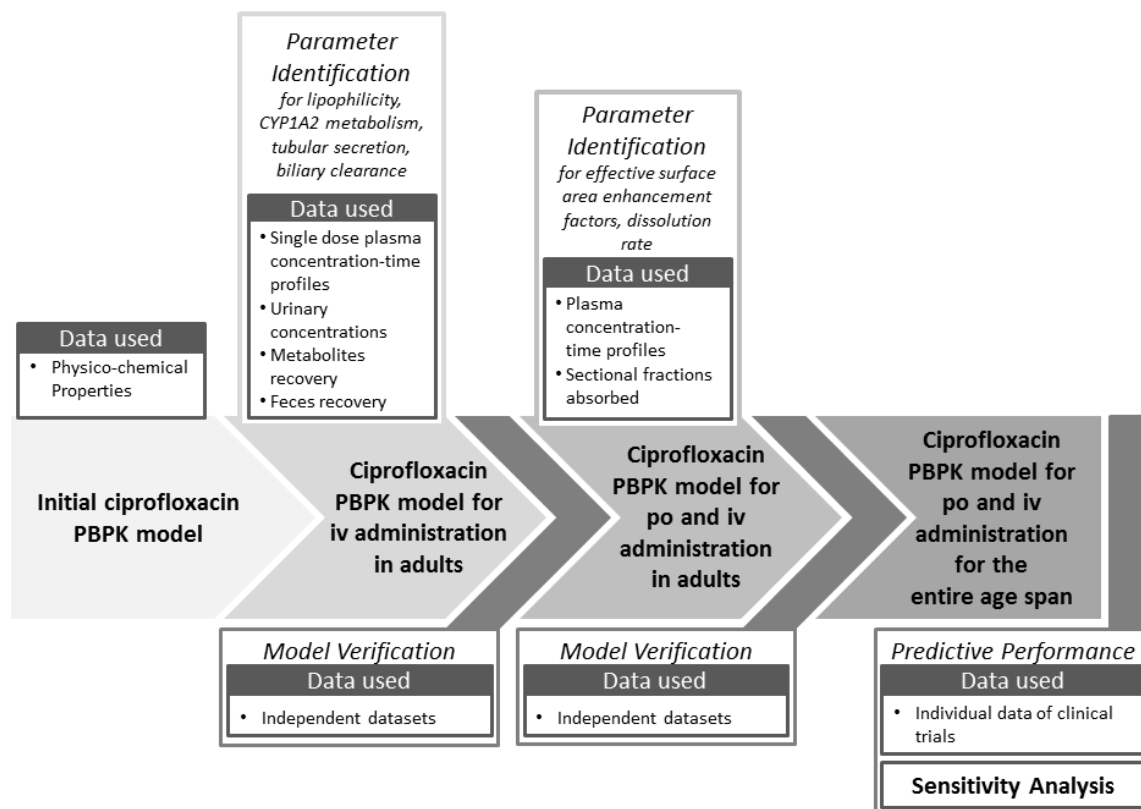 Parameter
Identification
for lipophilicity,
CYP1A2 metabolism,
tubular secretion,
biliary clearance
Data used
• Single dose plasma
concentration-time
profiles
• Urinary
concentrations
• Metabolites
recovery
• Feces recovery
Parameter
Identification
for effective surface
area enhancement
factors, dissolution
rate
Data used
• Plasma
concentration-
time profiles
• Sectional fractions
absorbed
Data used
• Physico-chemical
Properties
Initial ciprofloxacin
PBPK model
Ciprofloxacin
PBPK model for
iv administration
in adults
Ciprofloxacin
PBPK model for
po and iv
administration
in adults
Ciprofloxacin
PBPK model for
po and iv
administration
for the
entire age span
Model Verification
Data used
• Independent datasets
Model Verification
Data used
• Independent datasets
Predictive Performance
Data used
• Individual data of clinical
trials
Sensitivity Analysis